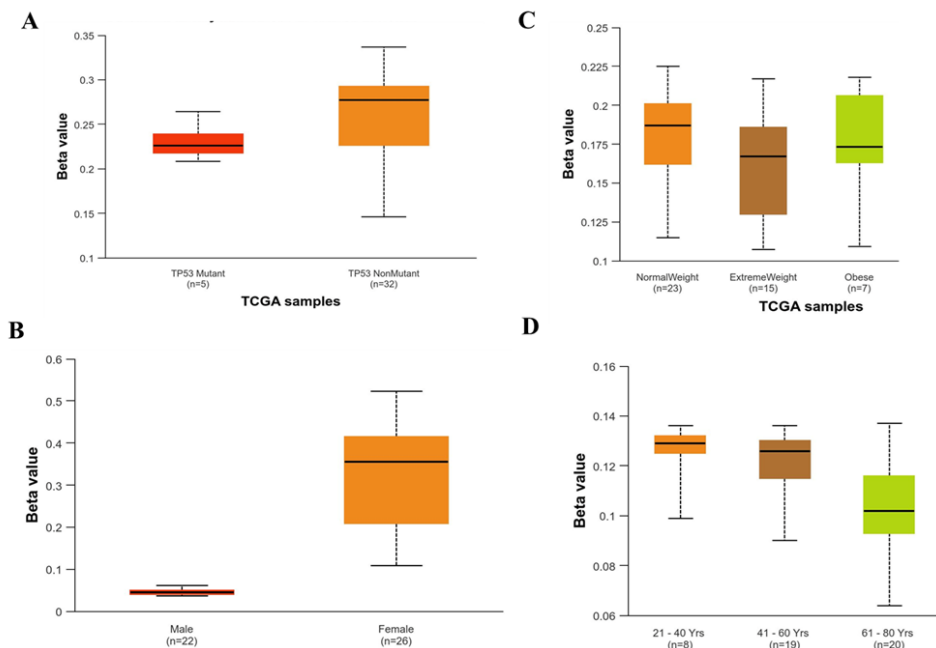 A
0.35
0.3
0.25
0.2
0.15
0.1
Beta value
TP53 Mutant
(n=5)
TP53 NonMutant
(n=32)
TCGA samples
B
0.6
0.5
0.4
0.3
0.2
0.1
0
Beta value
Male
(n=22)
Female
(n=26)
C
0.225
0.2
0.175
0.15
0.125
0.1
Beta value
NormalWeight
(n=23)
ExtremeWeight
(n=15)
Obese
(n=7)
TCGA samples
D
0.16
0.14
0.12
0.1
0.08
0.06
Beta value
21 - 40 Yrs
(n=8)
41 - 60 Yrs
(n=19)
61 - 80 Yrs
(n=20)